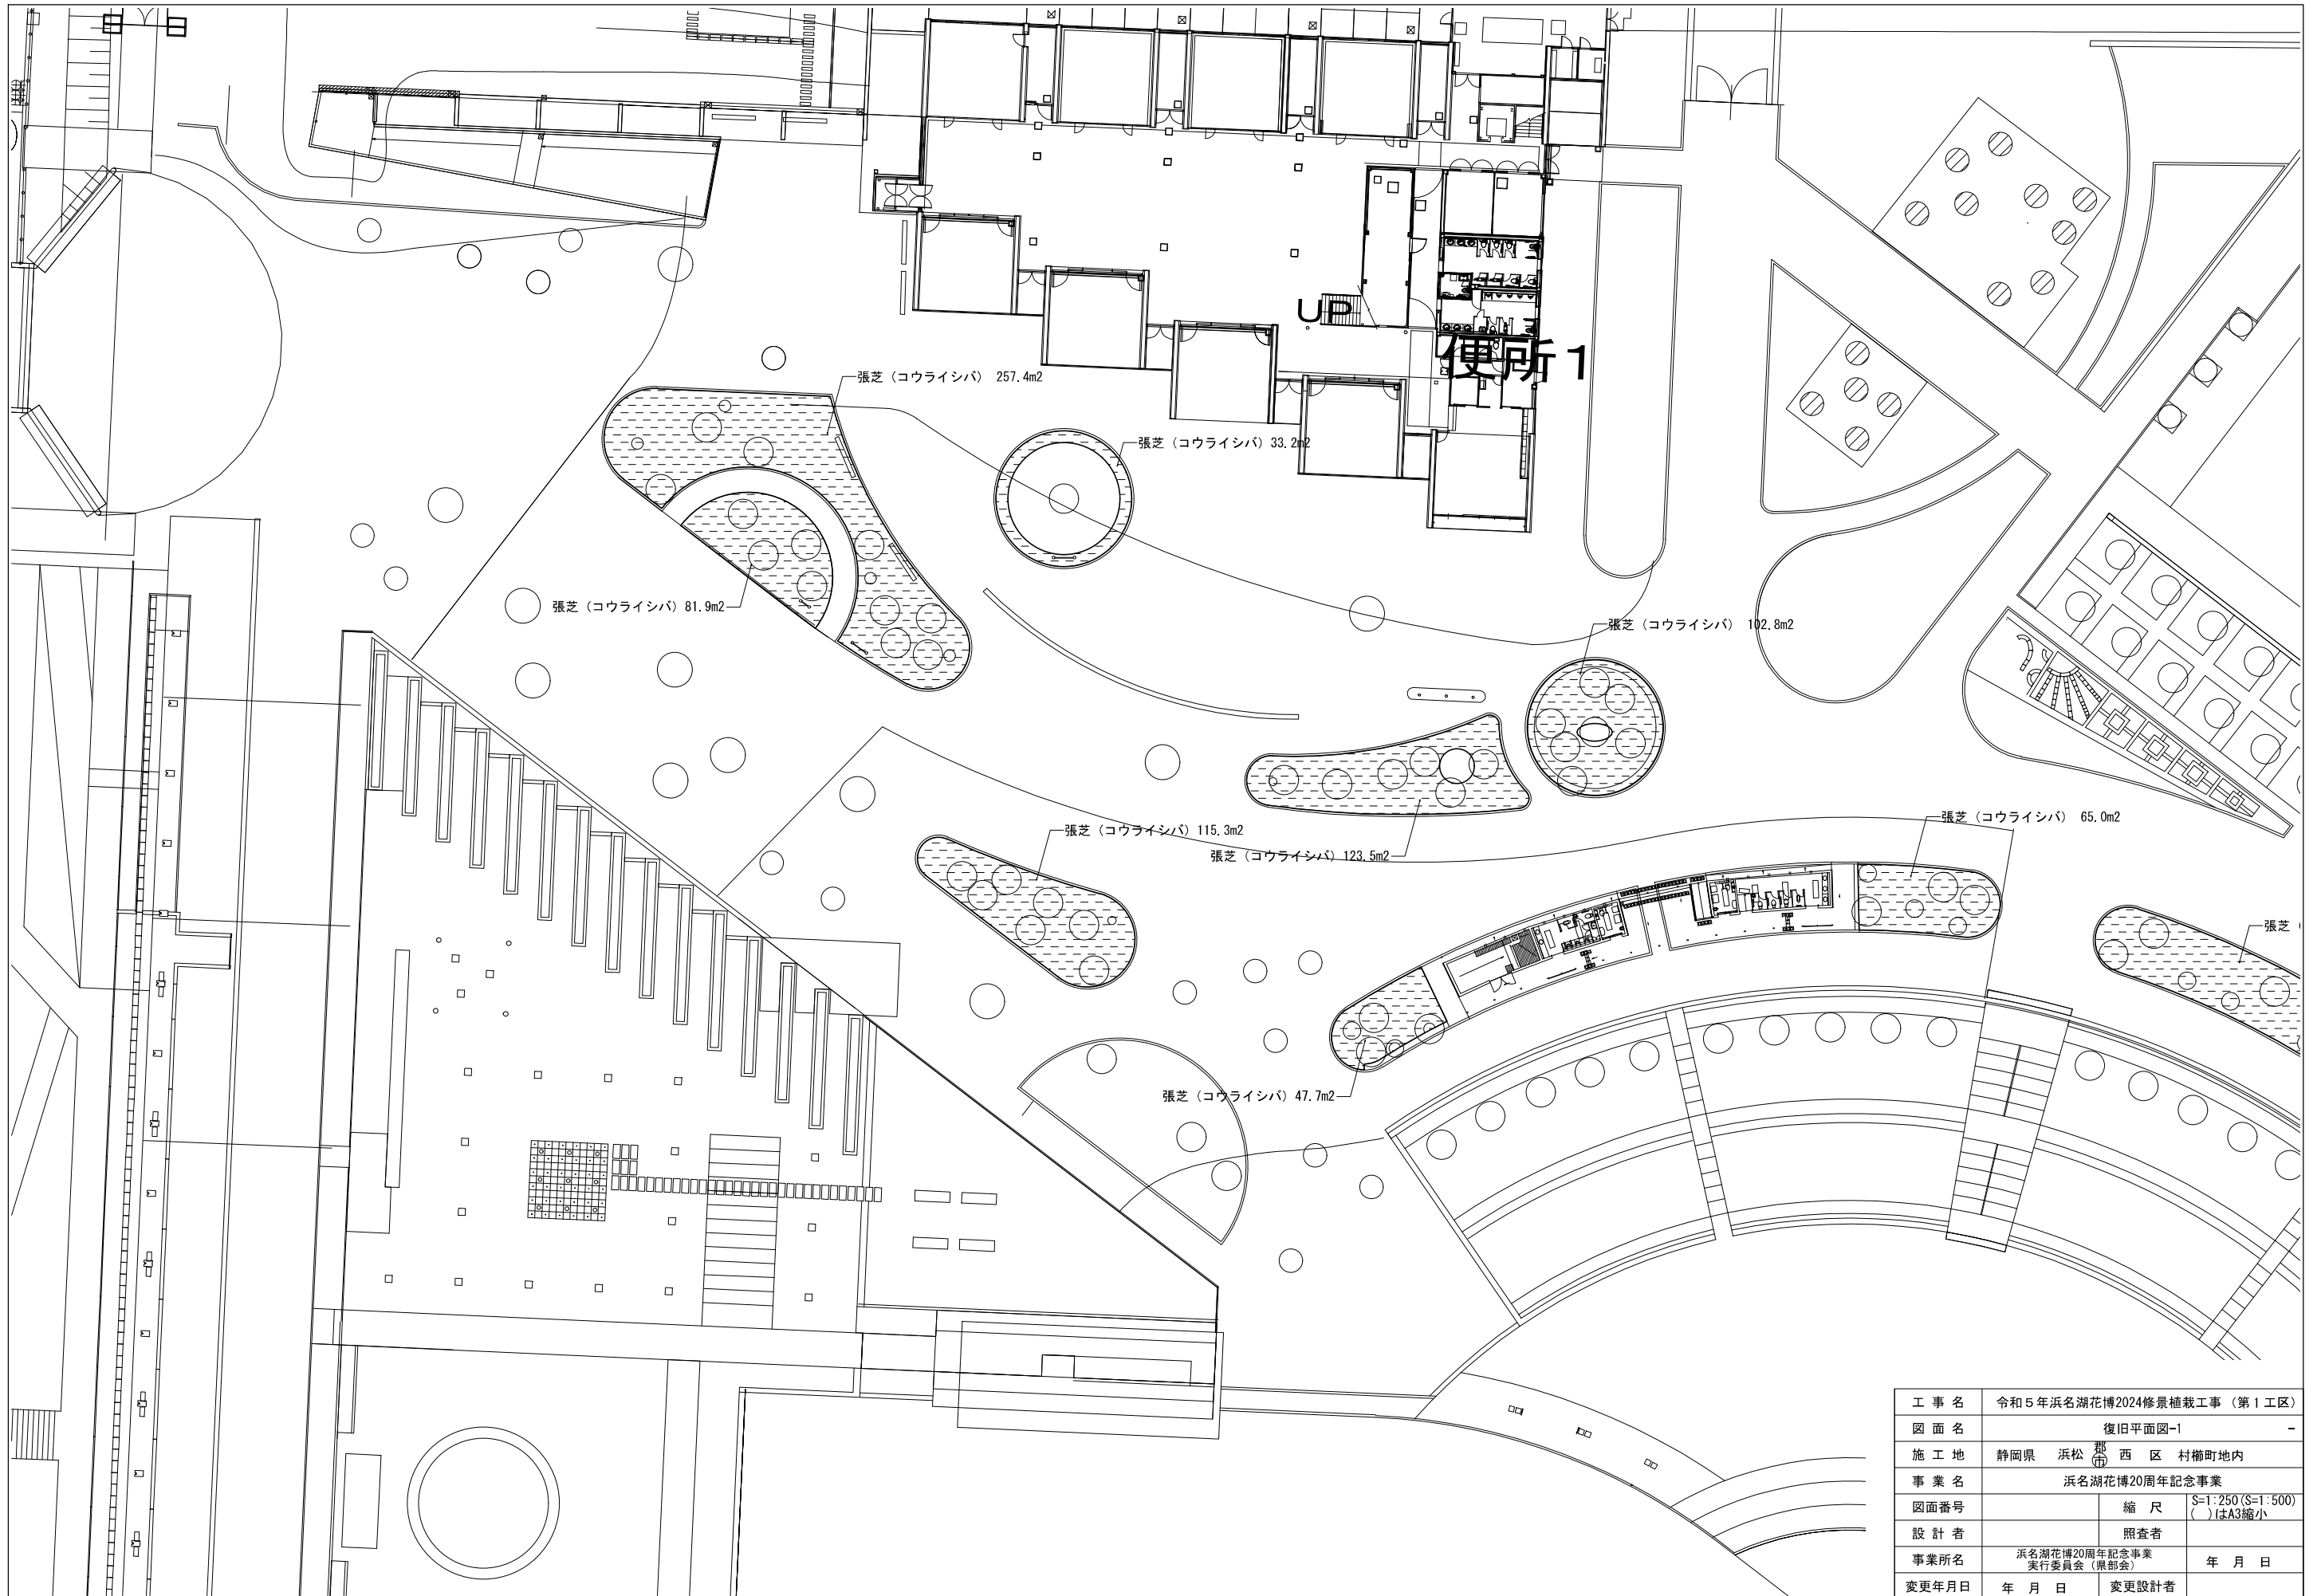 UP
便所1
張芝（コウライシバ） 257.4m2
張芝（コウライシバ）33.2m2
張芝（コウライシバ）81.9m2
張芝（コウライシバ） 102.8m2
張芝（コウライシバ）115.3m2
張芝（コウライシバ）123.5m2
張芝（コウライシバ） 65.0m2
張芝（
張芝（コウライシバ）47.7m2
工 事 名 令和５年浜名湖花博2024修景植栽工事（第１工区）
図 面 名 復旧平面図-1 -
施 工 地 静岡県 浜松 郡市 西 区 村櫛町地内
事 業 名 浜名湖花博20周年記念事業
図面番号 縮 尺 S=1:250(S=1:500)
( )はA3縮小
設 計 者 照査者
事業所名 浜名湖花博20周年記念事業
実行委員会（県部会） 年 月 日
変更年月日 年 月 日 変更設計者